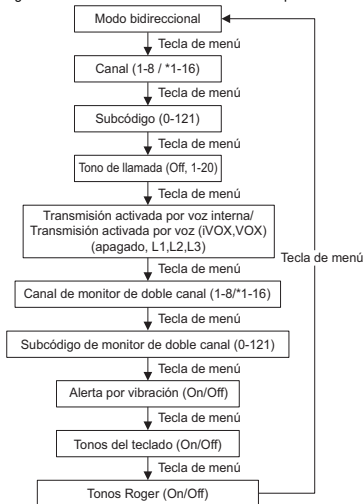 Modo bidireccional
Tecla de menú
Canal (1-8 / *1-16)
Tecla de menú
Subcódigo (0-121)
Tecla de menú
Tono de llamada (Off, 1-20)
Tecla de menú
Transmisión activada por voz interna/
Transmisión activada por voz (iVOX,VOX)
(apagado, L1,L2,L3)
Tecla de menú
Tecla de menú
Canal de monitor de doble canal (1-8/*1-16)
Tecla de menú
Subcódigo de monitor de doble canal (0-121)
Tecla de menú
Alerta por vibración (On/Off)
Tecla de menú
Tonos del teclado (On/Off)
Tecla de menú
Tonos Roger (On/Off)